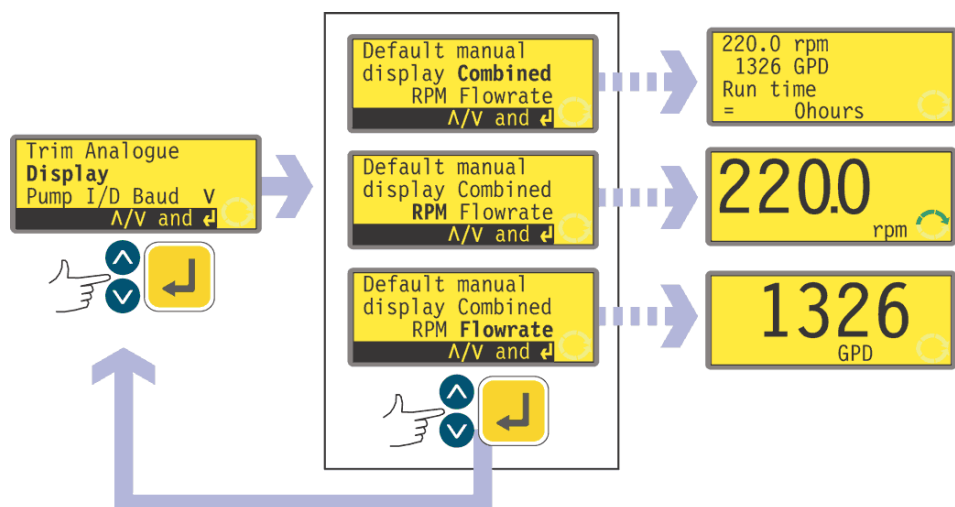 Trim Analogue
Display
Pump I/D Baud V
Λ/V and ↵
Default manual
display Combined
RPM Flowrate
Λ/V and ↵
Default manual
display Combined
RPM Flowrate
Λ/V and ↵
Default manual
display Combined
RPM Flowrate
Λ/V and ↵
220.0 rpm
1326 GPD
Run time
= 0hours
220.0
rpm
1326
GPD